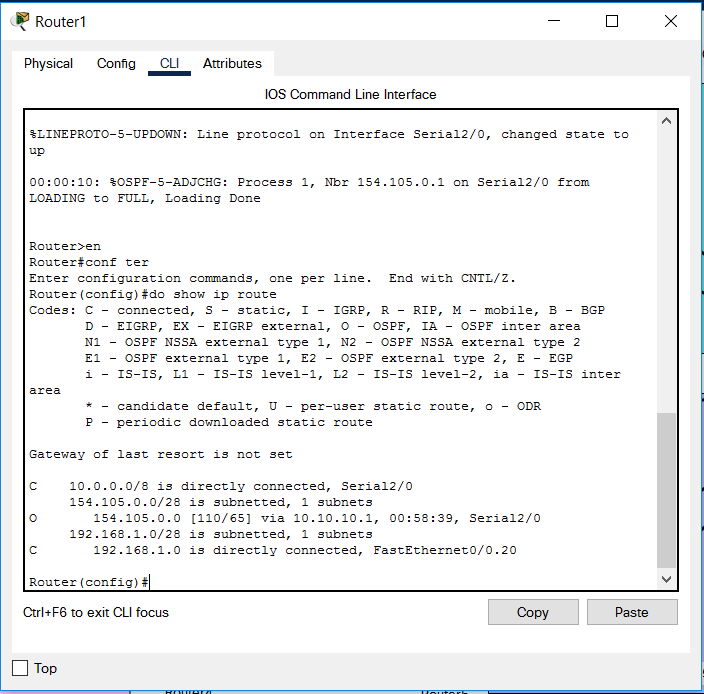 Router1
Physical Config CLI Attributes
IOS Command Line Interface
%LINEPROTO-5-UPDOWN: Line protocol on Interface Serial2/0, changed state to
up
00:00:10: %OSPF-5-ADJCHG: Process 1, Nbr 154.105.0.1 on Serial2/0 from
LOADING to FULL, Loading Done
Router>en
Router#conf ter
Enter configuration commands, one per line.  End with CNTL/Z.
Router(config)#do show ip route
Codes: C - connected, S - static, I - IGRP, R - RIP, M - mobile, B - BGP
       D - EIGRP, EX - EIGRP external, O - OSPF, IA - OSPF inter area
       N1 - OSPF NSSA external type 1, N2 - OSPF NSSA external type 2
       E1 - OSPF external type 1, E2 - OSPF external type 2, E - EGP
       i - IS-IS, L1 - IS-IS level-1, L2 - IS-IS level-2, ia - IS-IS inter
area
       * - candidate default, U - per-user static route, o - ODR
       P - periodic downloaded static route
Gateway of last resort is not set
C    10.0.0.0/8 is directly connected, Serial2/0
     154.105.0.0/28 is subnetted, 1 subnets
O       154.105.0.0 [110/65] via 10.10.10.1, 00:58:39, Serial2/0
     192.168.1.0/28 is subnetted, 1 subnets
C       192.168.1.0 is directly connected, FastEthernet0/0.20
Router(config)#
Ctrl+F6 to exit CLI focus
Copy Paste
Top